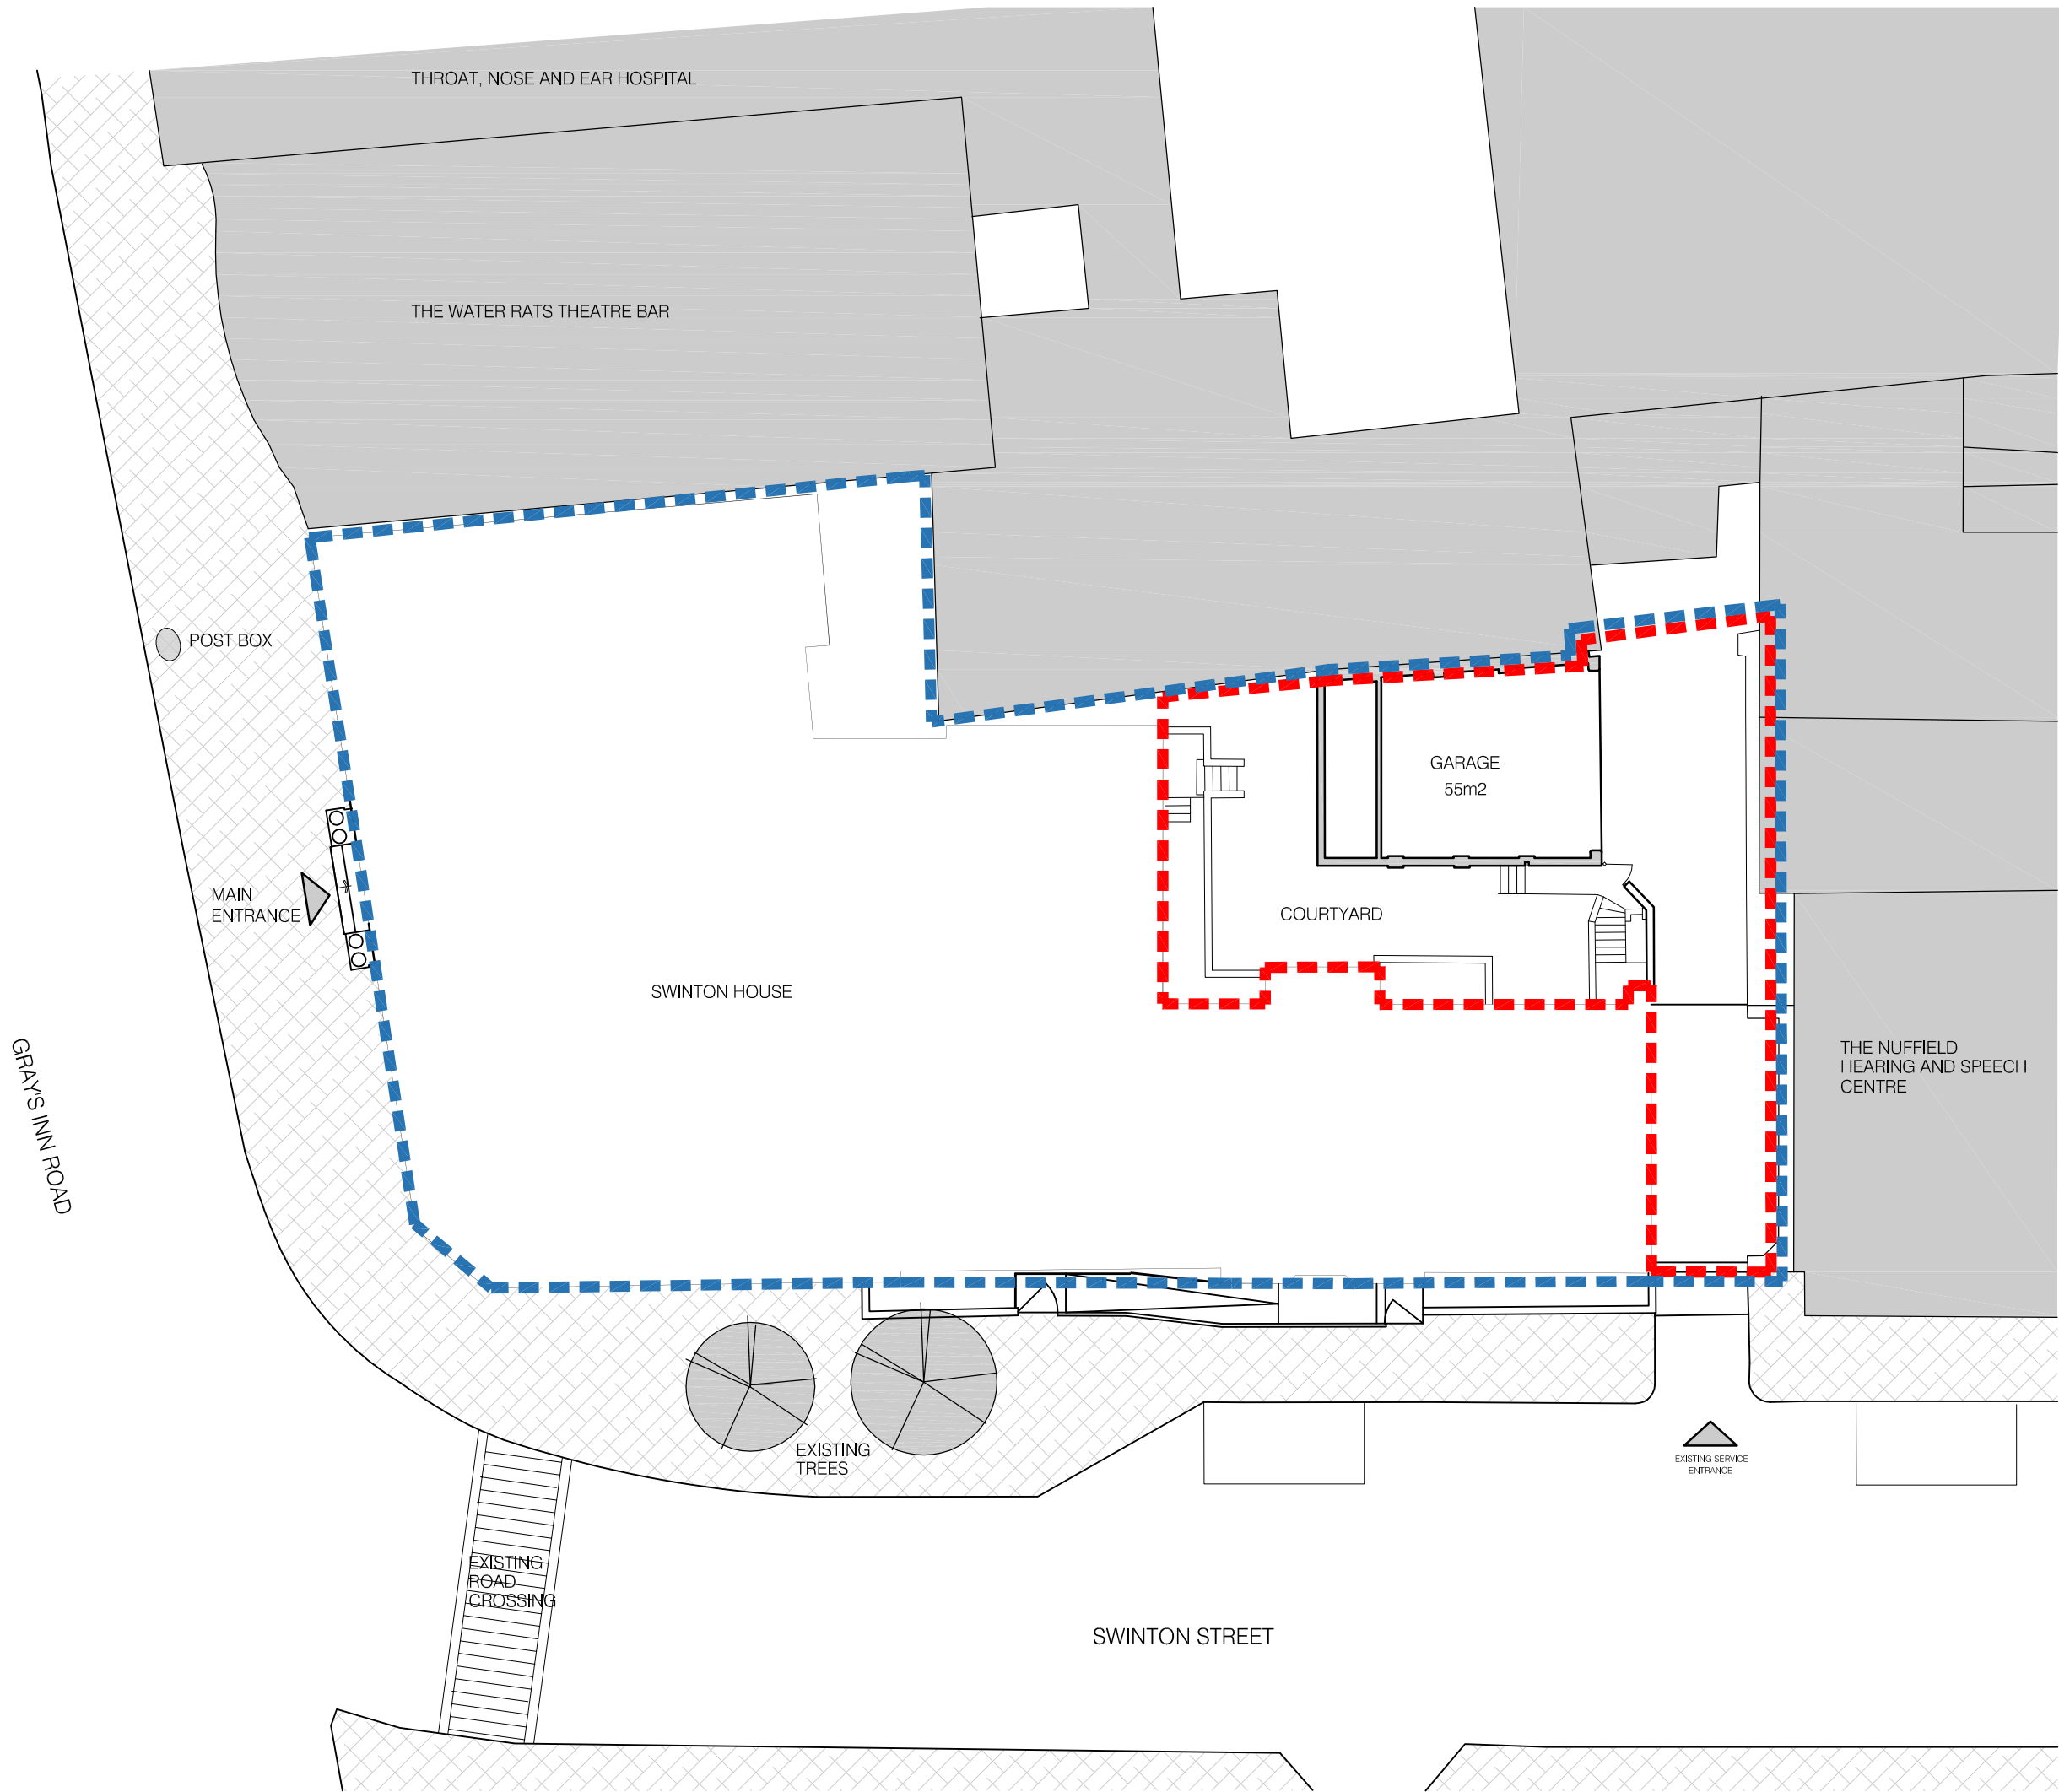 THROAT, NOSE AND EAR HOSPITAL
THE WATER RATS THEATRE BAR
POST BOX
GARAGE
55m2
MAIN
ENTRANCE
COURTYARD
SWINTON HOUSE
GRAY'S INN ROAD
THE NUFFIELD
HEARING AND SPEECH
CENTRE
EXISTING
TREES
EXISTING SERVICE
ENTRANCE
EXISTING
ROAD
CROSSING
SWINTON STREET